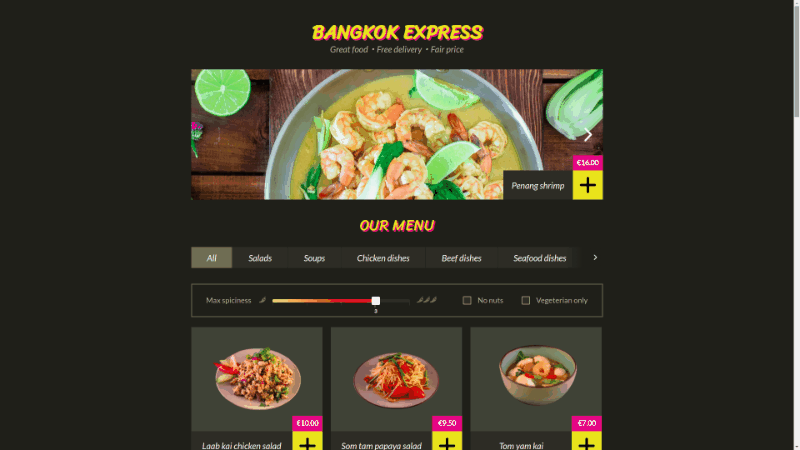 BANGKOK EXPRESS
Great food • Free delivery • Fair price
€16.00
Penang shrimp
OUR MENU
All Salads Soups Chicken dishes Beef dishes Seafood dishes
Max spiciness No nuts Vegeterian only
3
€10.00 €9.50 €7.00
Laab kai chicken salad Som tam papaya salad Tom yam kai